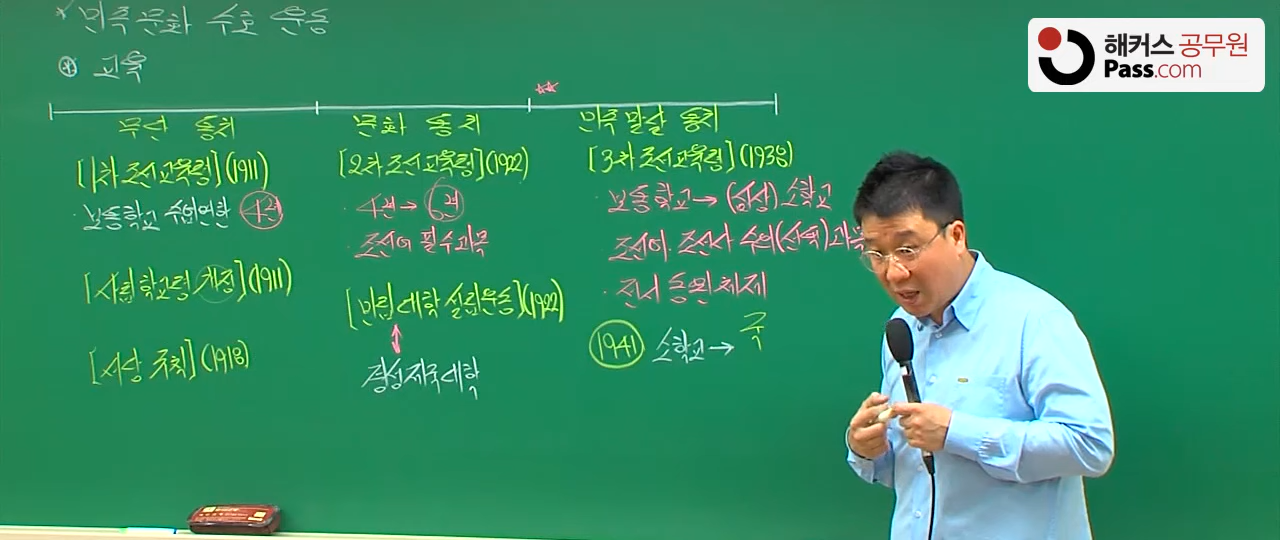 * 민족문화 수호 운동
⊛ 교육
☆☆
무단 통치
[1차 조선교육령](1911)
· 보통학교 수업연한 4년
[사립학교령 개정](1911)
[서당 규칙](1918)
문화 통치
[2차 조선교육령](1922)
· 4년 → 6년
· 조선어 필수과목
[민립대학 설립운동](1922)
↕
경성제국대학
민족말살 통치
[3차 조선교육령](1938)
· 보통학교 → (심상)소학교
조선어. 조선사 수의(선택)과목
· 전시 동원체제
1941 소학교 → 구
해커스 공무원
Pass.com